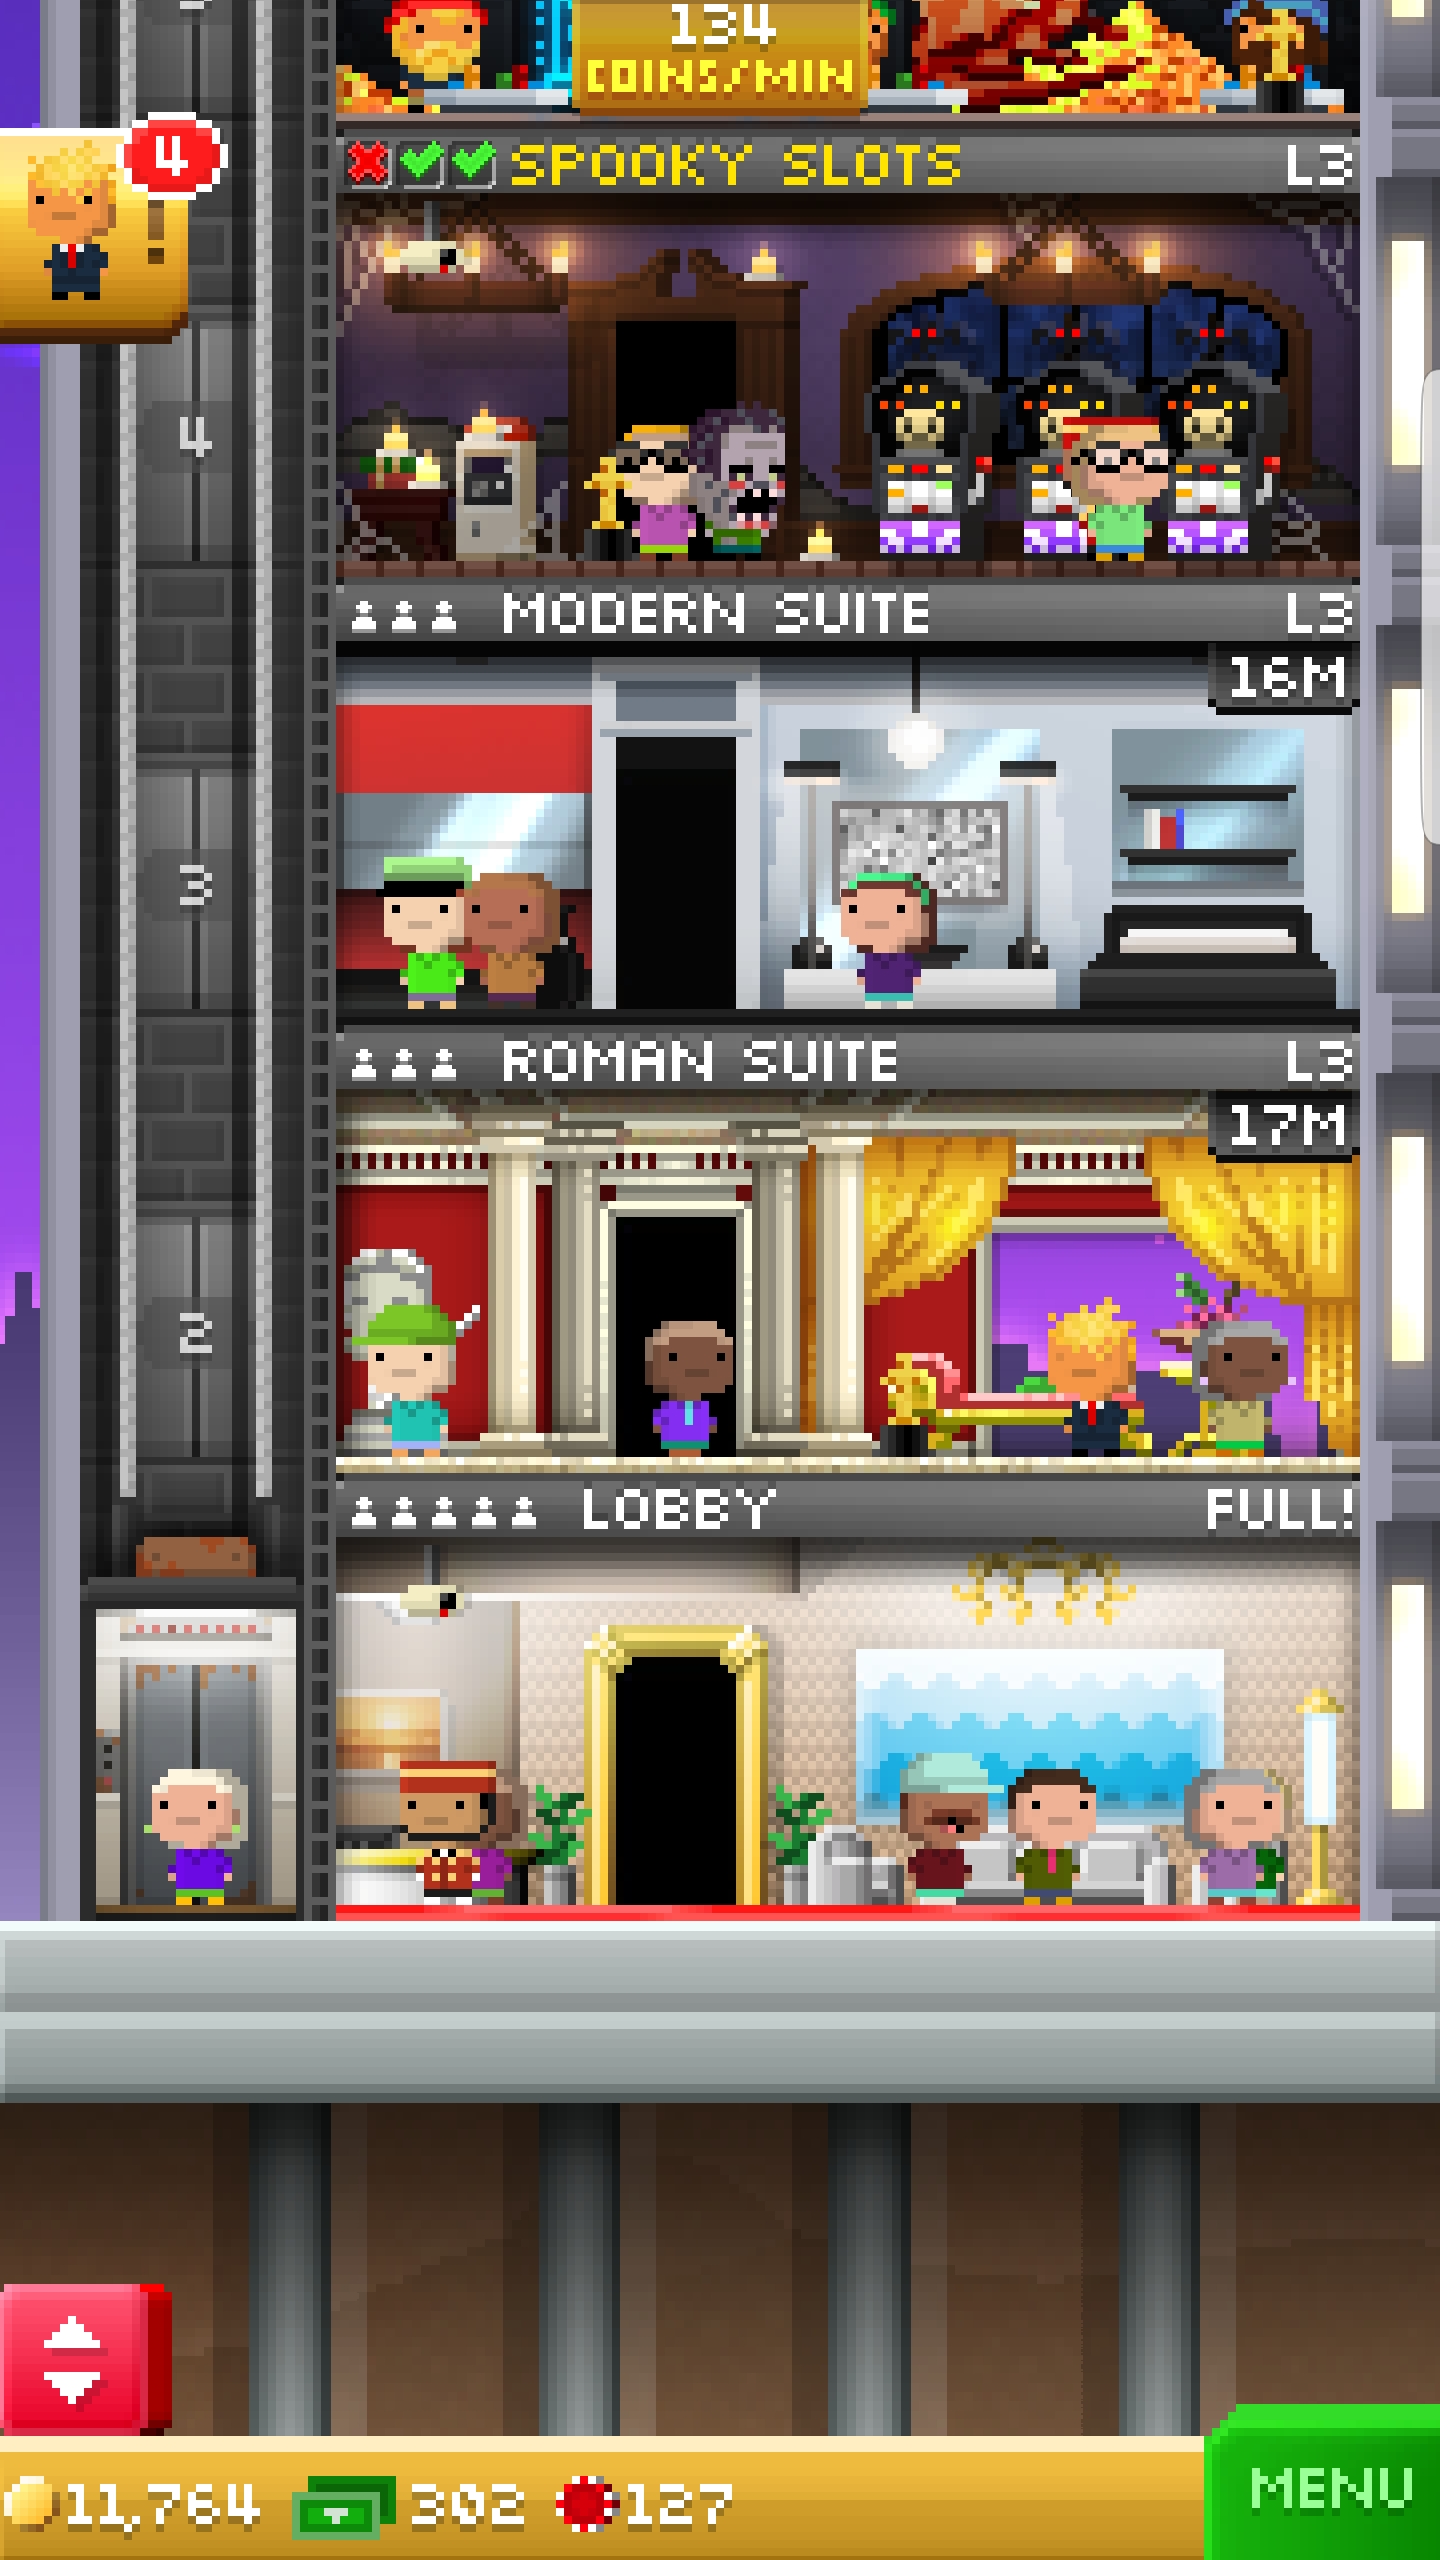 134
COINS/MIN
4
!
SPOOKY SLOTS L3
4
MODERN SUITE L3
16M
3
ROMAN SUITE L3
17M
2
LOBBY FULL!
11,764 302 127
MENU